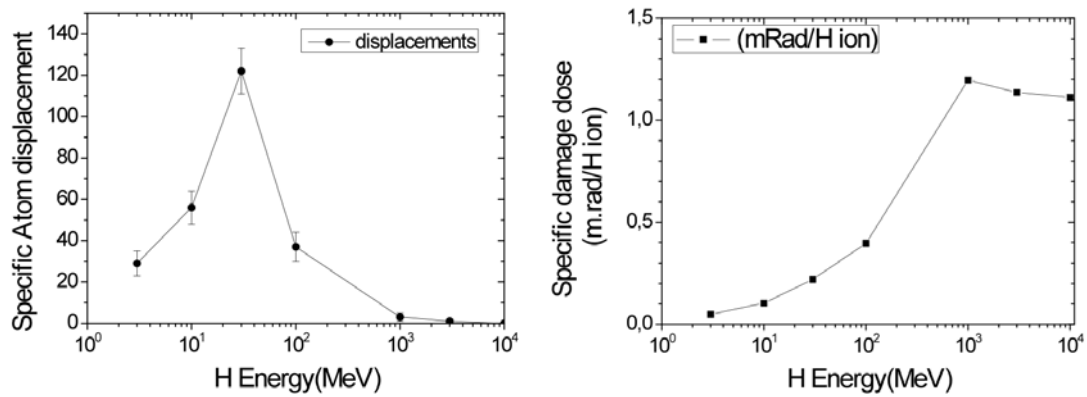 140
120
100
80
60
40
20
0
Specific Atom displacement
displacements
10^0 10^1 10^2 10^3 10^4
H Energy(MeV)
1,5
1,0
0,5
0,0
Specific damage dose
(m.rad/H ion)
(mRad/H ion)
10^0 10^1 10^2 10^3 10^4
H Energy(MeV)